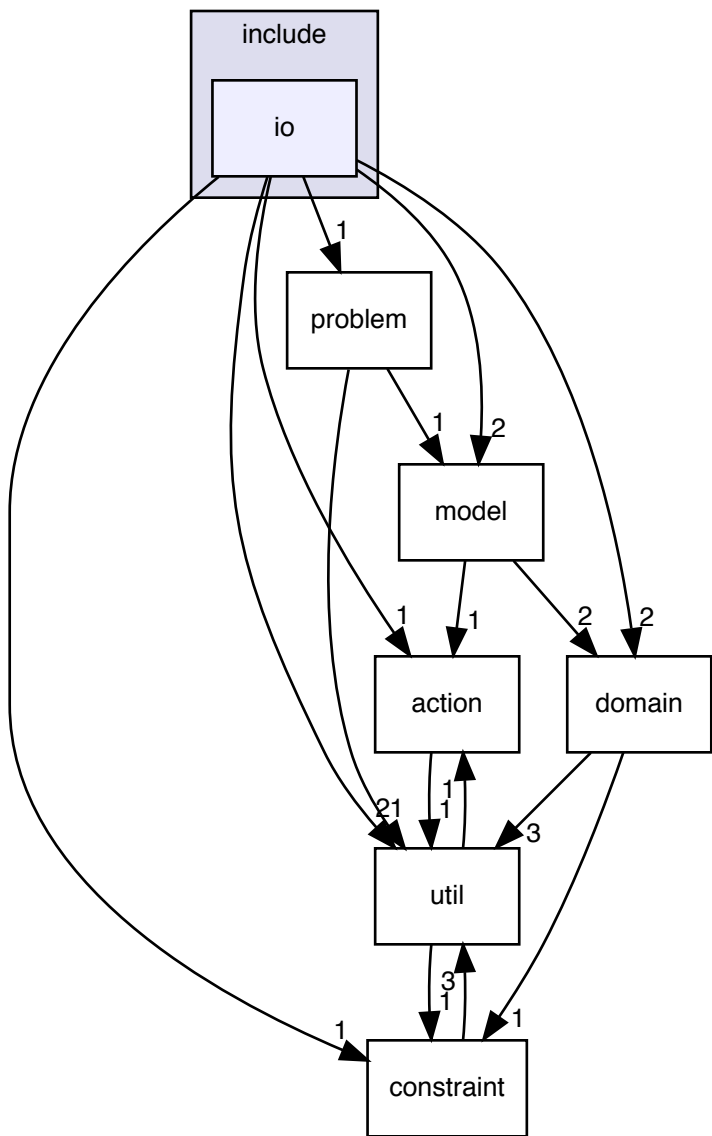 include
io
1
problem
1
2
model
1
1
2
2
action
domain
1
1
21
3
util
3
1
1
1
constraint